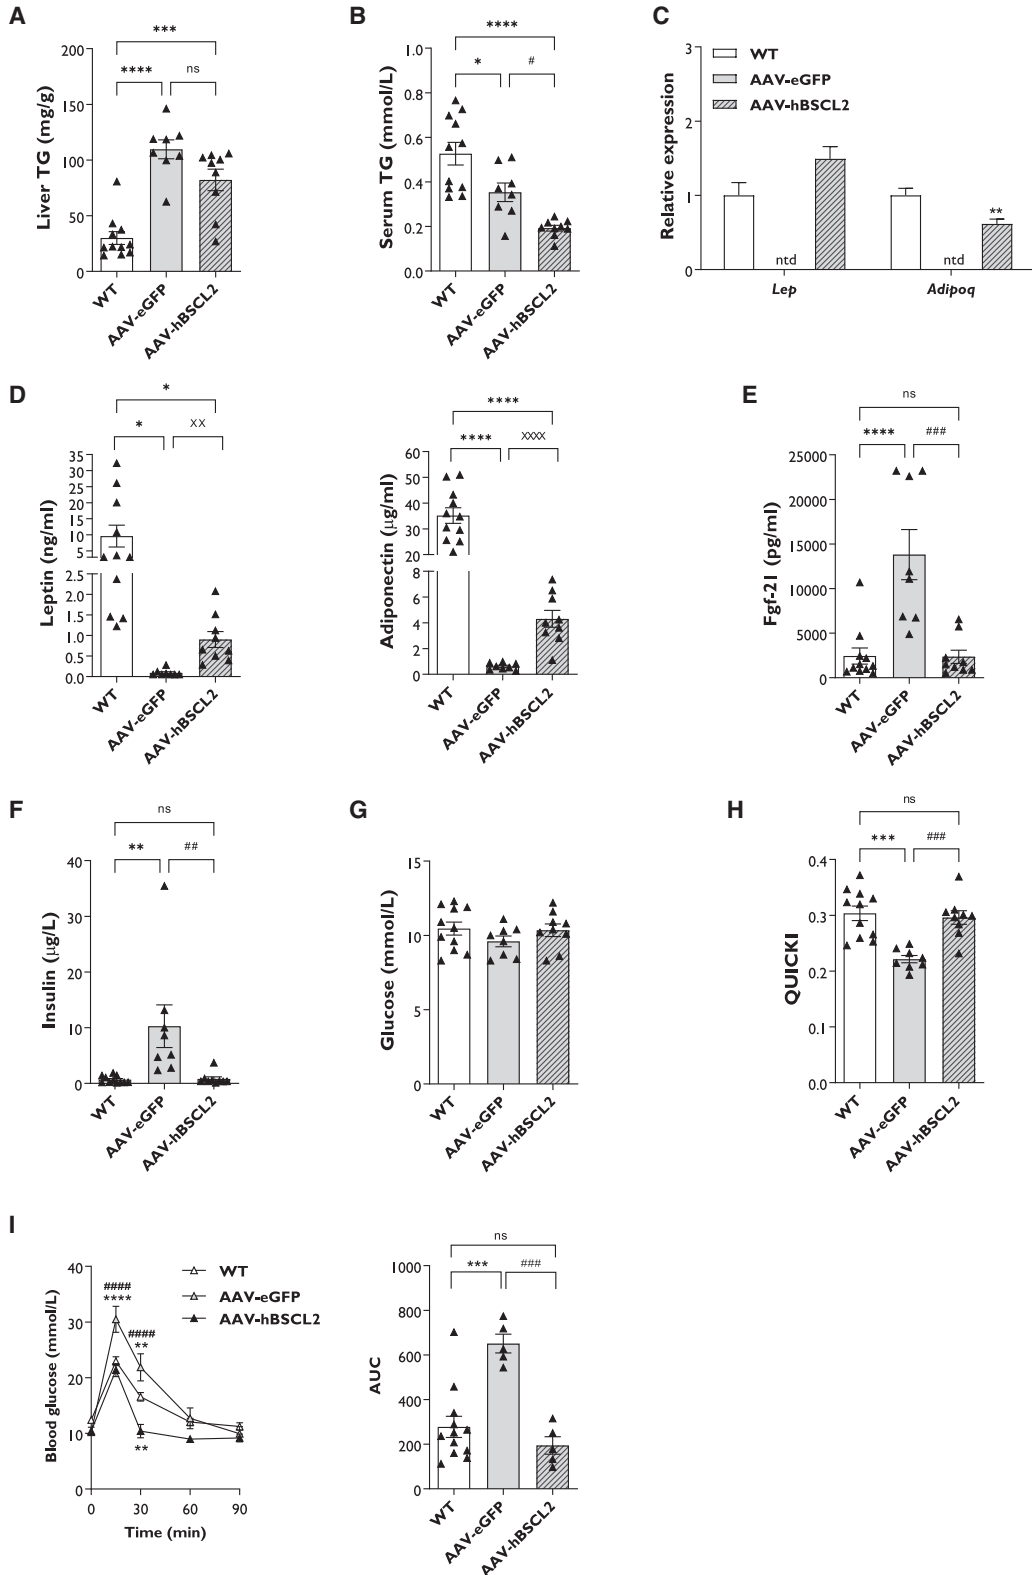 A
***
****
ns
Liver TG (mg/g)
200
150
100
50
0
WT
AAV-eGFP
AAV-hBSCL2
B
****
*
#
Serum TG (mmol/L)
1.0
0.8
0.6
0.4
0.2
0.0
WT
AAV-eGFP
AAV-hBSCL2
C
WT
AAV-eGFP
AAV-hBSCL2
Relative expression
3
2
1
0
ntd
ntd
**
Lep
Adipoq
D
*
*
XX
Leptin (ng/ml)
35
30
25
20
15
10
5
2.5
2.0
1.5
1.0
0.5
0.0
WT
AAV-eGFP
AAV-hBSCL2
****
****
XXXX
Adiponectin (μg/ml)
60
50
40
30
20
8
6
4
2
0
WT
AAV-eGFP
AAV-hBSCL2
E
ns
****
###
Fgf-21 (pg/ml)
25000
20000
15000
10000
5000
0
WT
AAV-eGFP
AAV-hBSCL2
F
ns
**
##
Insulin (μg/L)
40
30
20
10
0
WT
AAV-eGFP
AAV-hBSCL2
G
Glucose (mmol/L)
15
10
5
0
WT
AAV-eGFP
AAV-hBSCL2
H
ns
***
###
QUICKI
0.4
0.3
0.2
0.1
0.0
WT
AAV-eGFP
AAV-hBSCL2
I
WT
AAV-eGFP
AAV-hBSCL2
####
****
####
**
**
Blood glucose (mmol/L)
40
30
20
10
0
0 30 60 90
Time (min)
ns
***
###
AUC
1000
800
600
400
200
0
WT
AAV-eGFP
AAV-hBSCL2